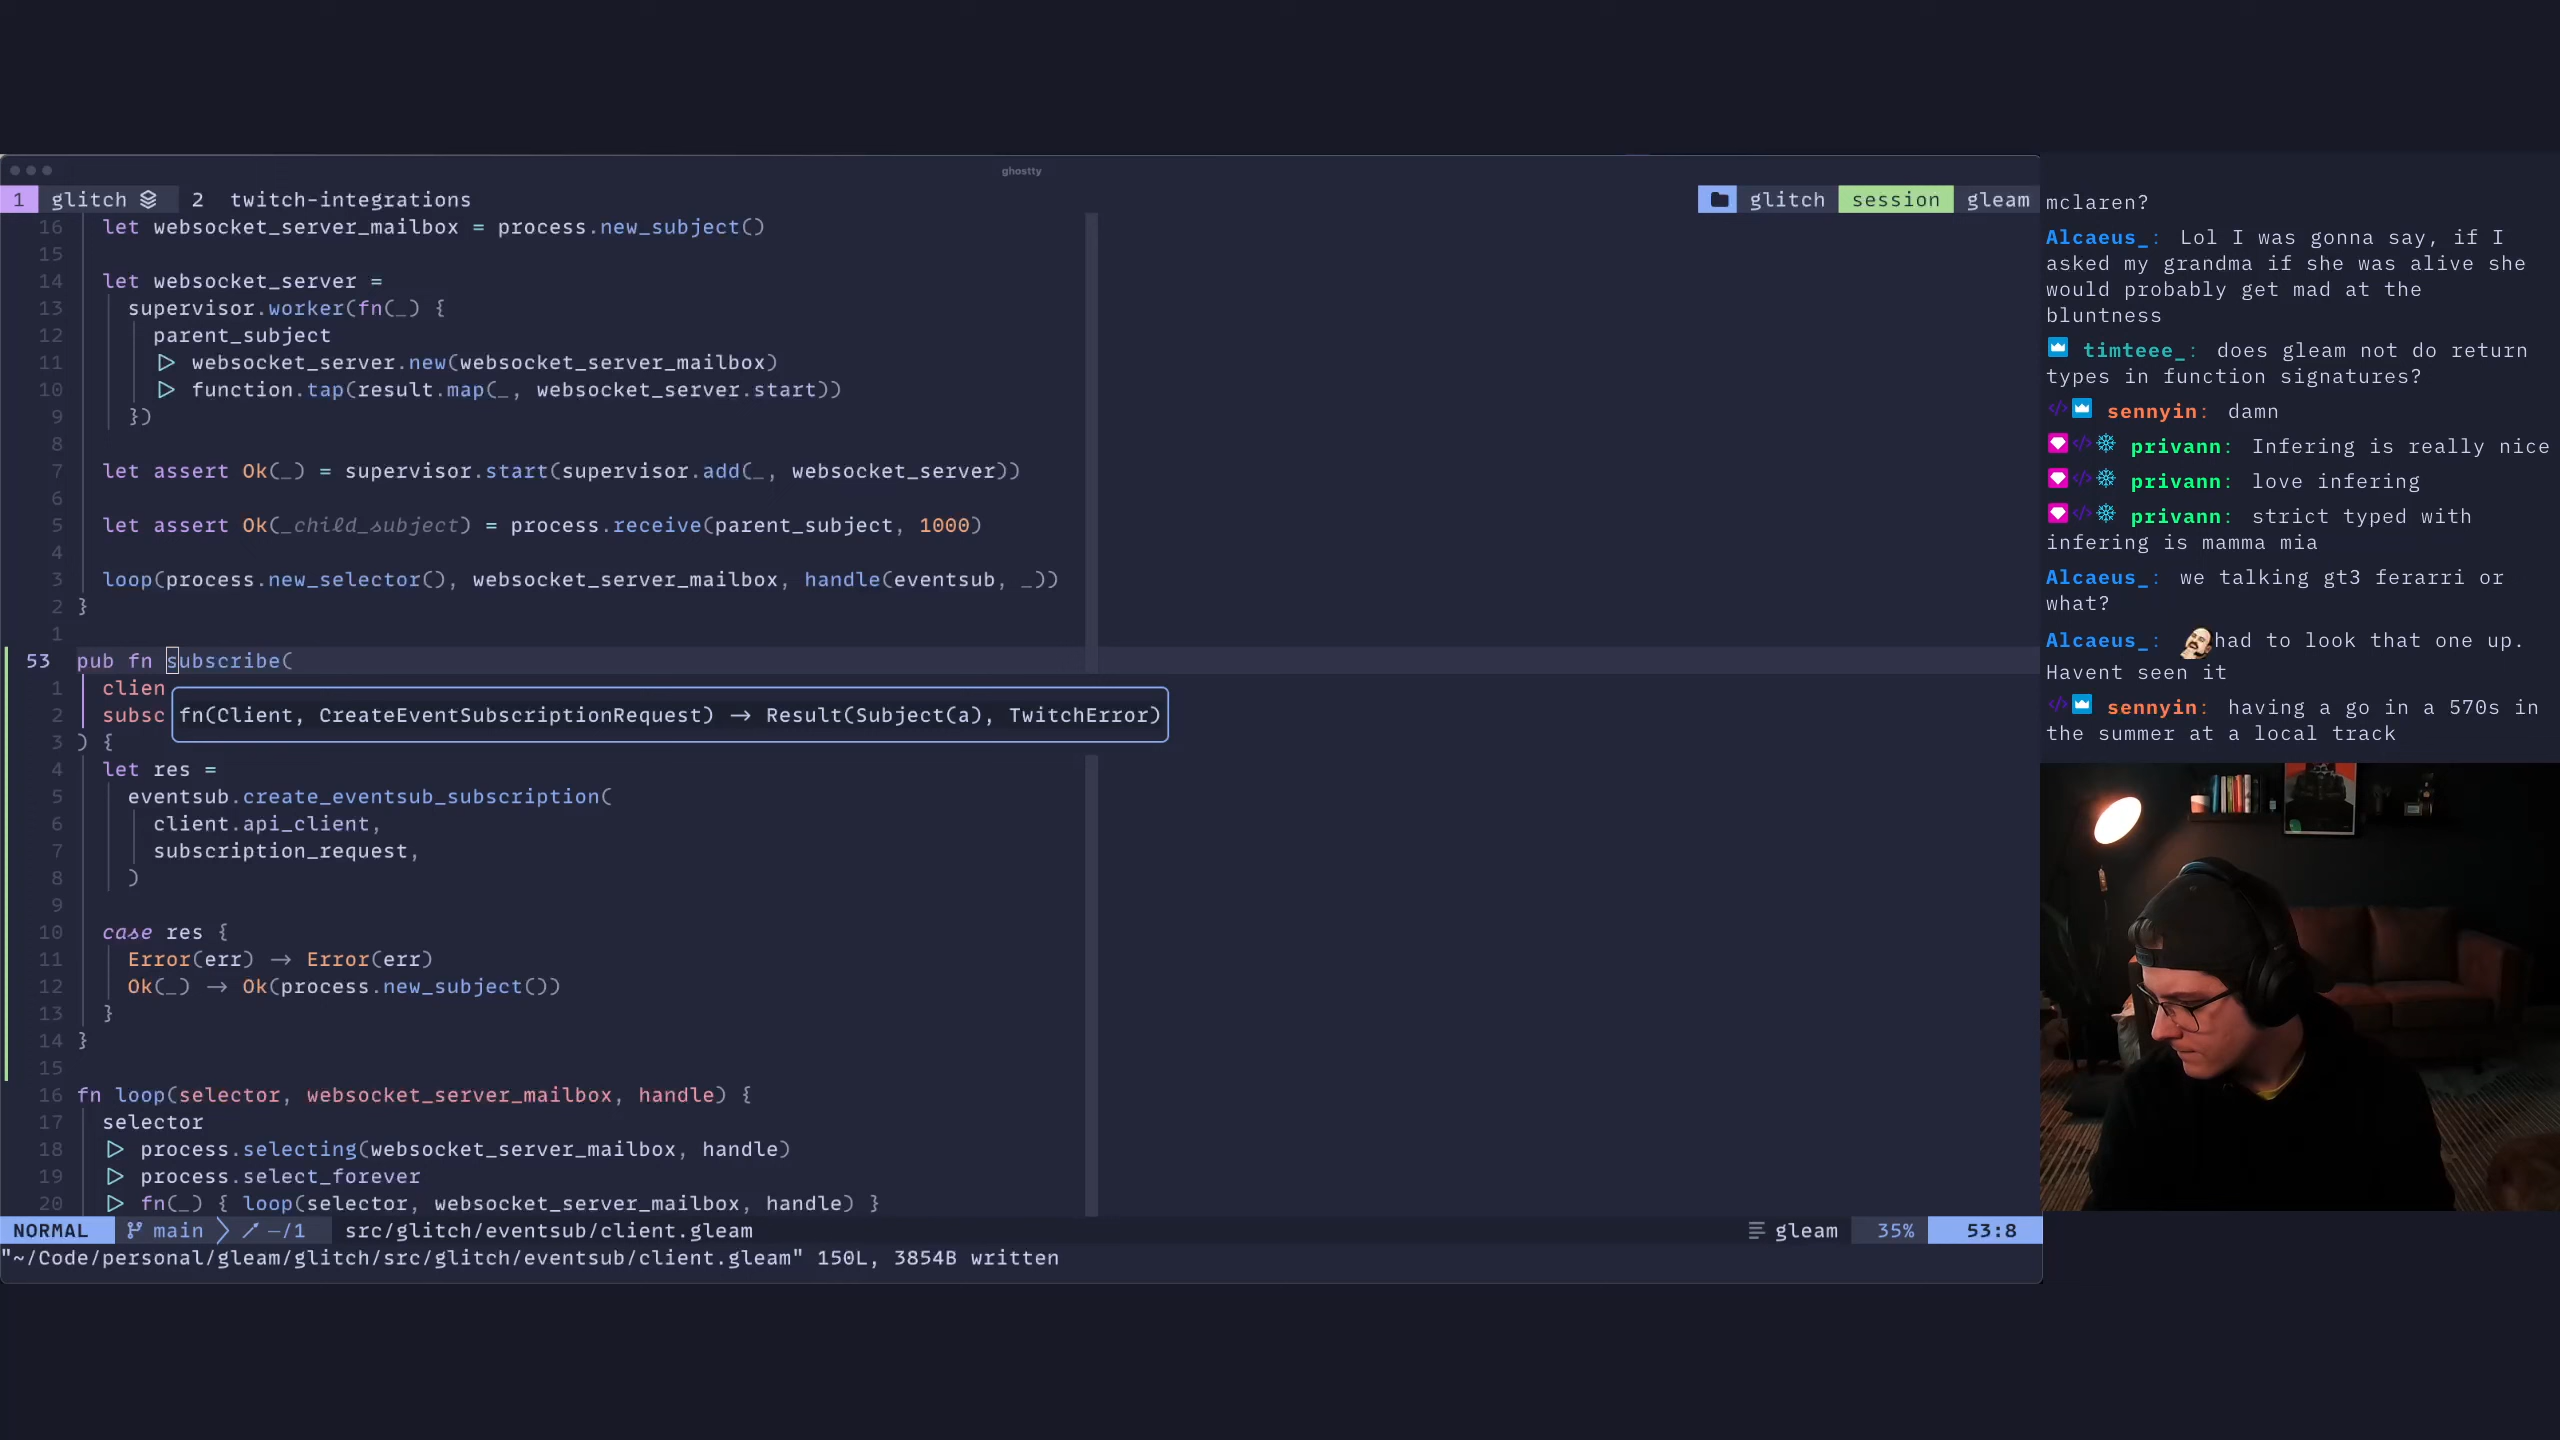 ghostty
1 glitch 2 twitch-integrations
glitch session gleam
16 let websocket_server_mailbox = process.new_subject()
15
14 let websocket_server =
13 supervisor.worker(fn(_) {
12 parent_subject
11 ▷ websocket_server.new(websocket_server_mailbox)
10 ▷ function.tap(result.map(_, websocket_server.start))
9 })
8
7 let assert Ok(_) = supervisor.start(supervisor.add(_, websocket_server))
6
5 let assert Ok(_child_subject) = process.receive(parent_subject, 1000)
4
3 loop(process.new_selector(), websocket_server_mailbox, handle(eventsub, _))
2 }
1
53 pub fn subscribe(
1 clien
2 subsc
fn(Client, CreateEventSubscriptionRequest) → Result(Subject(a), TwitchError)
3 ) {
4 let res =
5 eventsub.create_eventsub_subscription(
6 client.api_client,
7 subscription_request,
8 )
9
10 case res {
11 Error(err) → Error(err)
12 Ok(_) → Ok(process.new_subject())
13 }
14 }
15
16 fn loop(selector, websocket_server_mailbox, handle) {
17 selector
18 ▷ process.selecting(websocket_server_mailbox, handle)
19 ▷ process.select_forever
20 ▷ fn(_) { loop(selector, websocket_server_mailbox, handle) }
NORMAL main −/1 src/glitch/eventsub/client.gleam gleam 35% 53:8
"~/Code/personal/gleam/glitch/src/glitch/eventsub/client.gleam" 150L, 3854B written
mclaren?
Alcaeus_: Lol I was gonna say, if I
asked my grandma if she was alive she
would probably get mad at the
bluntness
timteee_: does gleam not do return
types in function signatures?
sennyin: damn
privann: Infering is really nice
privann: love infering
privann: strict typed with
infering is mamma mia
Alcaeus_: we talking gt3 ferarri or
what?
Alcaeus_: had to look that one up.
Havent seen it
sennyin: having a go in a 570s in
the summer at a local track